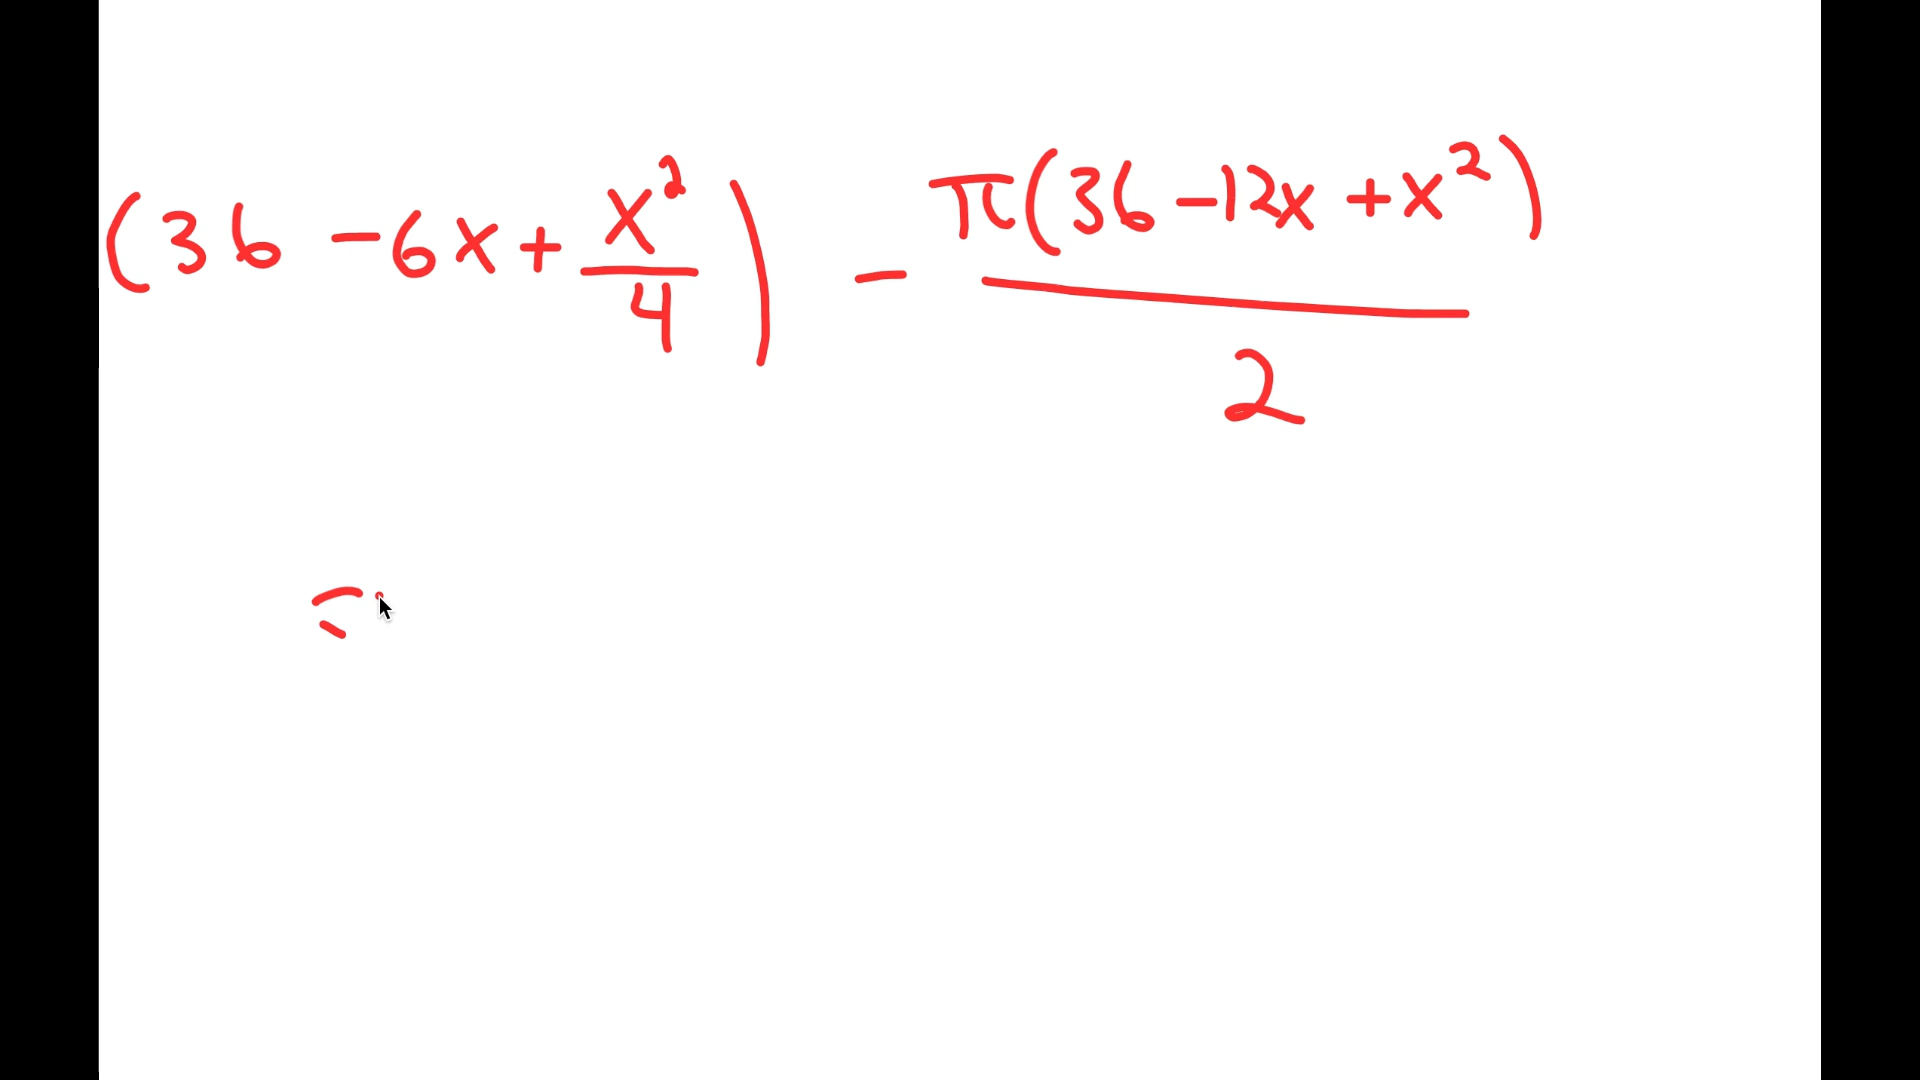 (36 - 6x + x²/4) - π(36 - 12x + x²)/2
=